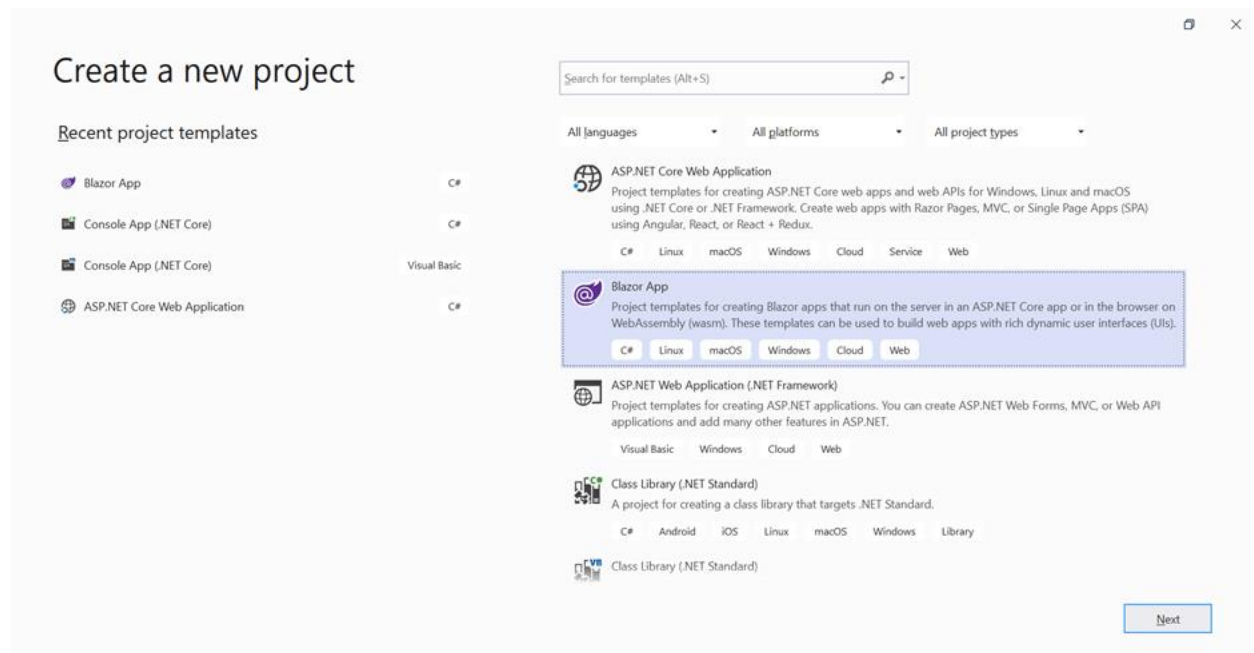 Create a new project
Search for templates (Alt+S)
Recent project templates
All languages
All platforms
All project types
Blazor App
C#
Console App (.NET Core)
C#
Console App (.NET Core)
Visual Basic
ASP.NET Core Web Application
C#
ASP.NET Core Web Application
Project templates for creating ASP.NET Core web apps and web APIs for Windows, Linux and macOS
using .NET Core or .NET Framework. Create web apps with Razor Pages, MVC, or Single Page Apps (SPA)
using Angular, React, or React + Redux.
C# Linux macOS Windows Cloud Service Web
Blazor App
Project templates for creating Blazor apps that run on the server in an ASP.NET Core app or in the browser on
WebAssembly (wasm). These templates can be used to build web apps with rich dynamic user interfaces (UIs).
C# Linux macOS Windows Cloud Web
ASP.NET Web Application (.NET Framework)
Project templates for creating ASP.NET applications. You can create ASP.NET Web Forms, MVC, or Web API
applications and add many other features in ASP.NET.
Visual Basic Windows Cloud Web
Class Library (.NET Standard)
A project for creating a class library that targets .NET Standard.
C# Android iOS Linux macOS Windows Library
Class Library (.NET Standard)
Next